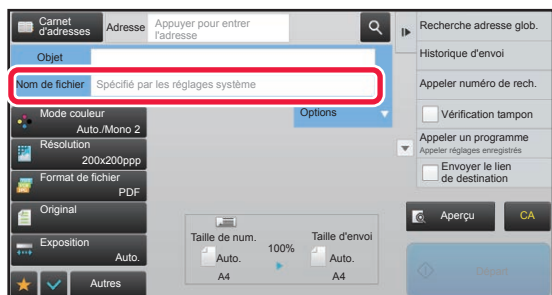 Carnet
d'adresses
Adresse
Appuyer pour entrer
l'adresse
Objet
Nom de fichier
Spécifié par les réglages système
Mode couleur
Auto./Mono 2
Résolution
200x200ppp
Format de fichier
PDF
Original
Exposition
Auto.
Autres
Options
Taille de num.
Auto.
A4
100%
Taille d'envoi
Auto.
A4
Recherche adresse glob.
Historique d'envoi
Appeler numéro de rech.
Vérification tampon
Appeler un programme
Appeler réglages enregistrés
Envoyer le lien
de destination
Aperçu
CA
Départ